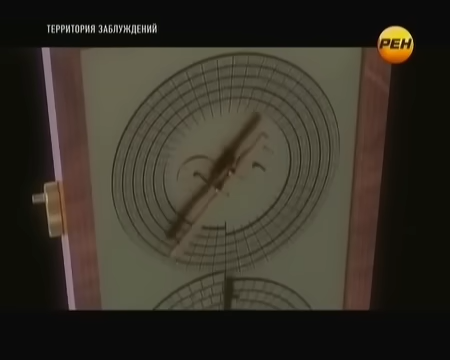 ТЕРРИТОРИЯ ЗАБЛУЖДЕНИЙ
РЕН